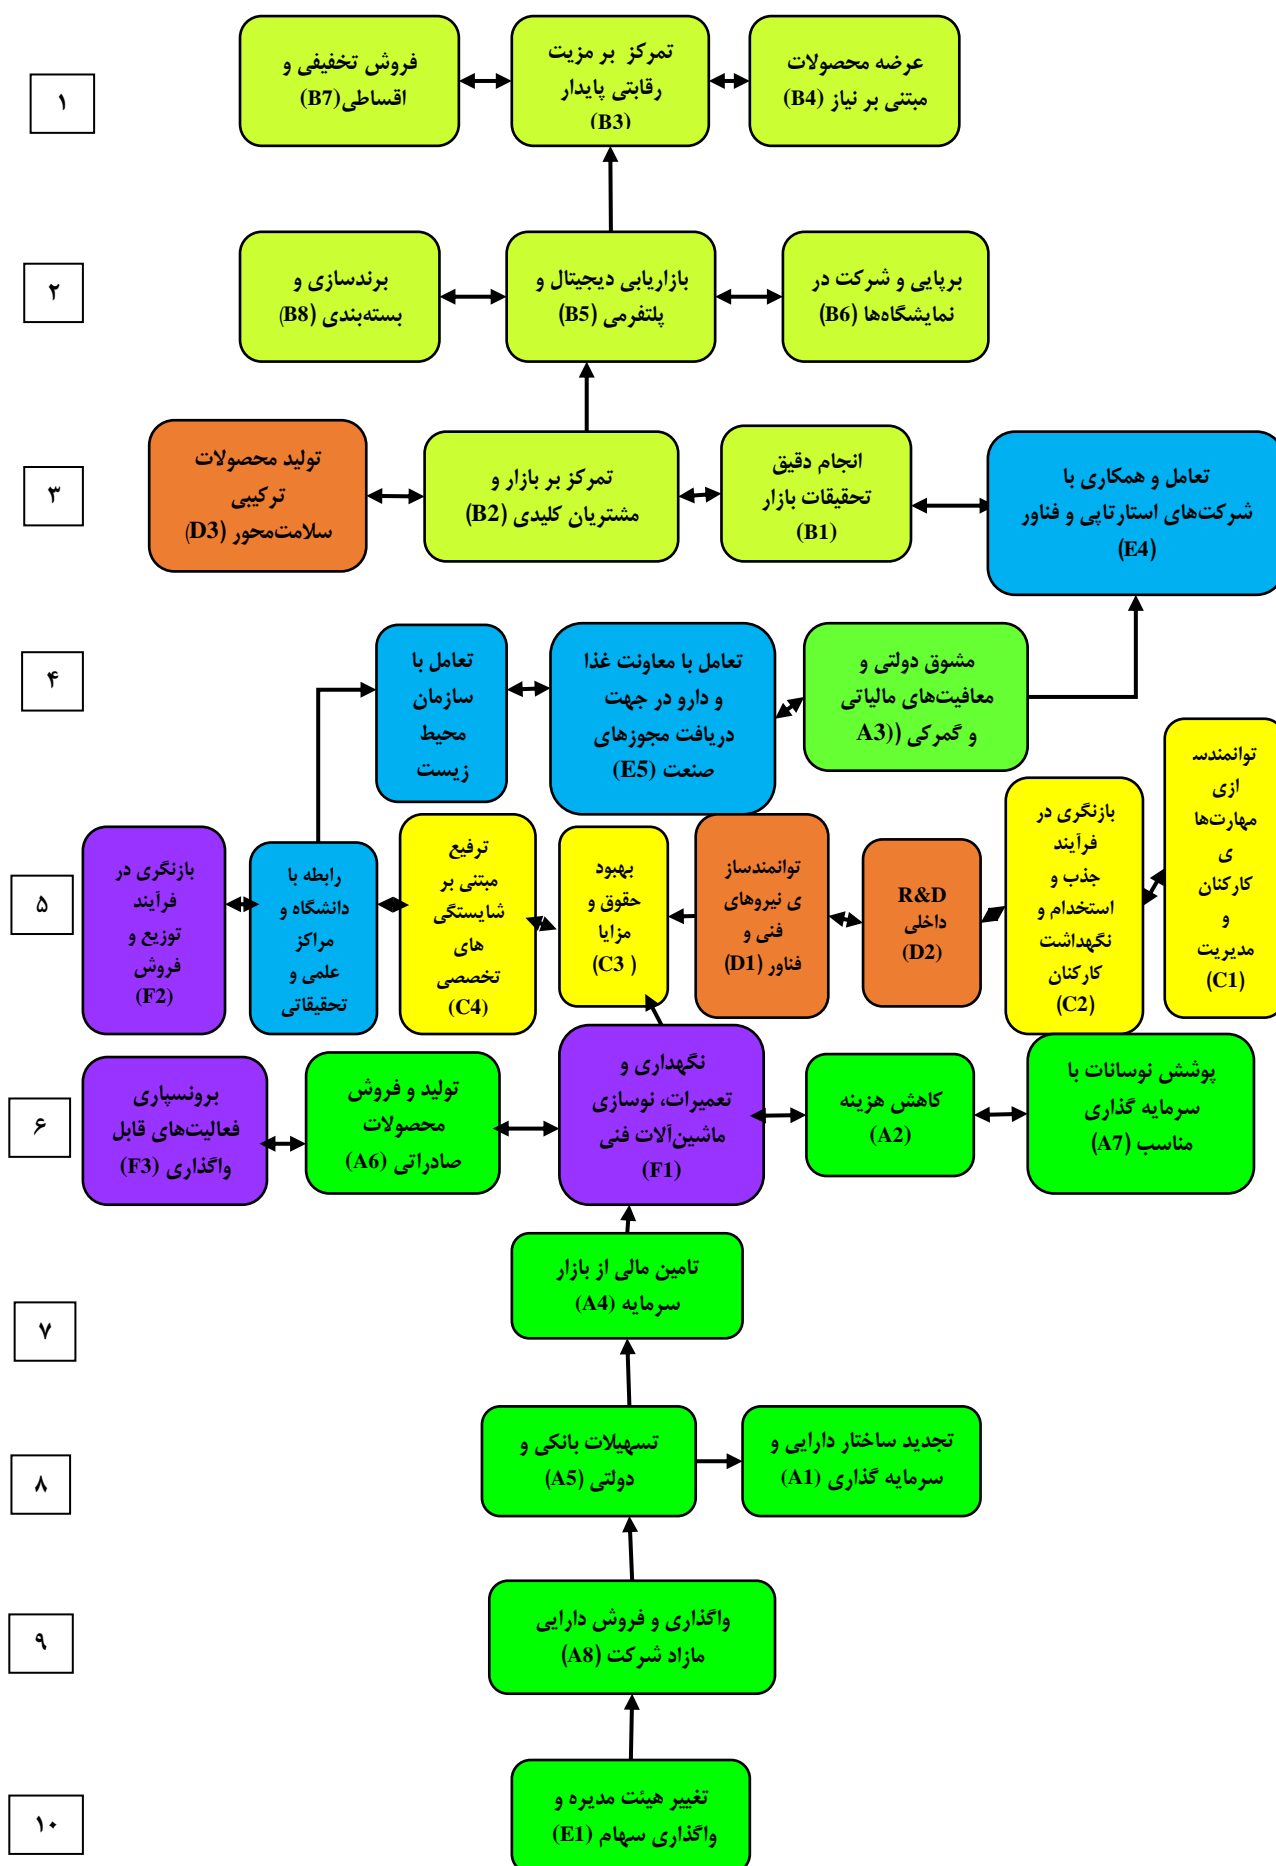 ۱
عرضه محصولات
مبتنی بر نیاز (B4)
تمرکز بر مزیت
رقابتی پایدار
(B3)
فروش تخفیفی و
اقساطی(B7)
۲
برپایی و شرکت در
نمایشگاه‌ها (B6)
بازاریابی دیجیتال و
پلتفرمی (B5)
برندسازی و
بسته‌بندی (B8)
۳
تعامل و همکاری با
شرکت‌های استارتاپی و فناور
(E4)
انجام دقیق
تحقیقات بازار
(B1)
تمرکز بر بازار و
مشتریان کلیدی (B2)
تولید محصولات
ترکیبی
سلامت‌محور (D3)
۴
مشوق دولتی و
معافیت‌های مالیاتی
و گمرکی ((A3
تعامل با معاونت غذا
و دارو در جهت
دریافت مجوزهای
صنعت (E5)
تعامل با
سازمان
محیط
زیست
۵
توانمندس
ازی
مهارت‌ها
ی
کارکنان
و
مدیریت
(C1)
بازنگری در
فرآیند
جذب و
استخدام و
نگهداشت
کارکنان
(C2)
R&D
داخلی
(D2)
توانمندساز
ی نیروهای
فنی و
فناور (D1)
بهبود
حقوق و
مزایا
( C3)
ترفیع
مبتنی بر
شایستگی
های
تخصصی
(C4)
رابطه با
دانشگاه و
مراکز
علمی و
تحقیقاتی
بازنگری در
فرآیند
توزیع و
فروش
(F2)
۶
پوشش نوسانات با
سرمایه گذاری
مناسب (A7)
کاهش هزینه
(A2)
نگهداری و
تعمیرات، نوسازی
ماشین‌آلات فنی
(F1)
تولید و فروش
محصولات
صادراتی (A6)
برونسپاری
فعالیت‌های قابل
واگذاری (F3)
۷
تامین مالی از بازار
سرمایه (A4)
۸
تجدید ساختار دارایی و
سرمایه گذاری (A1)
تسهیلات بانکی و
دولتی (A5)
۹
واگذاری و فروش دارایی
مازاد شرکت (A8)
۱۰
تغییر هیئت مدیره و
واگذاری سهام (E1)